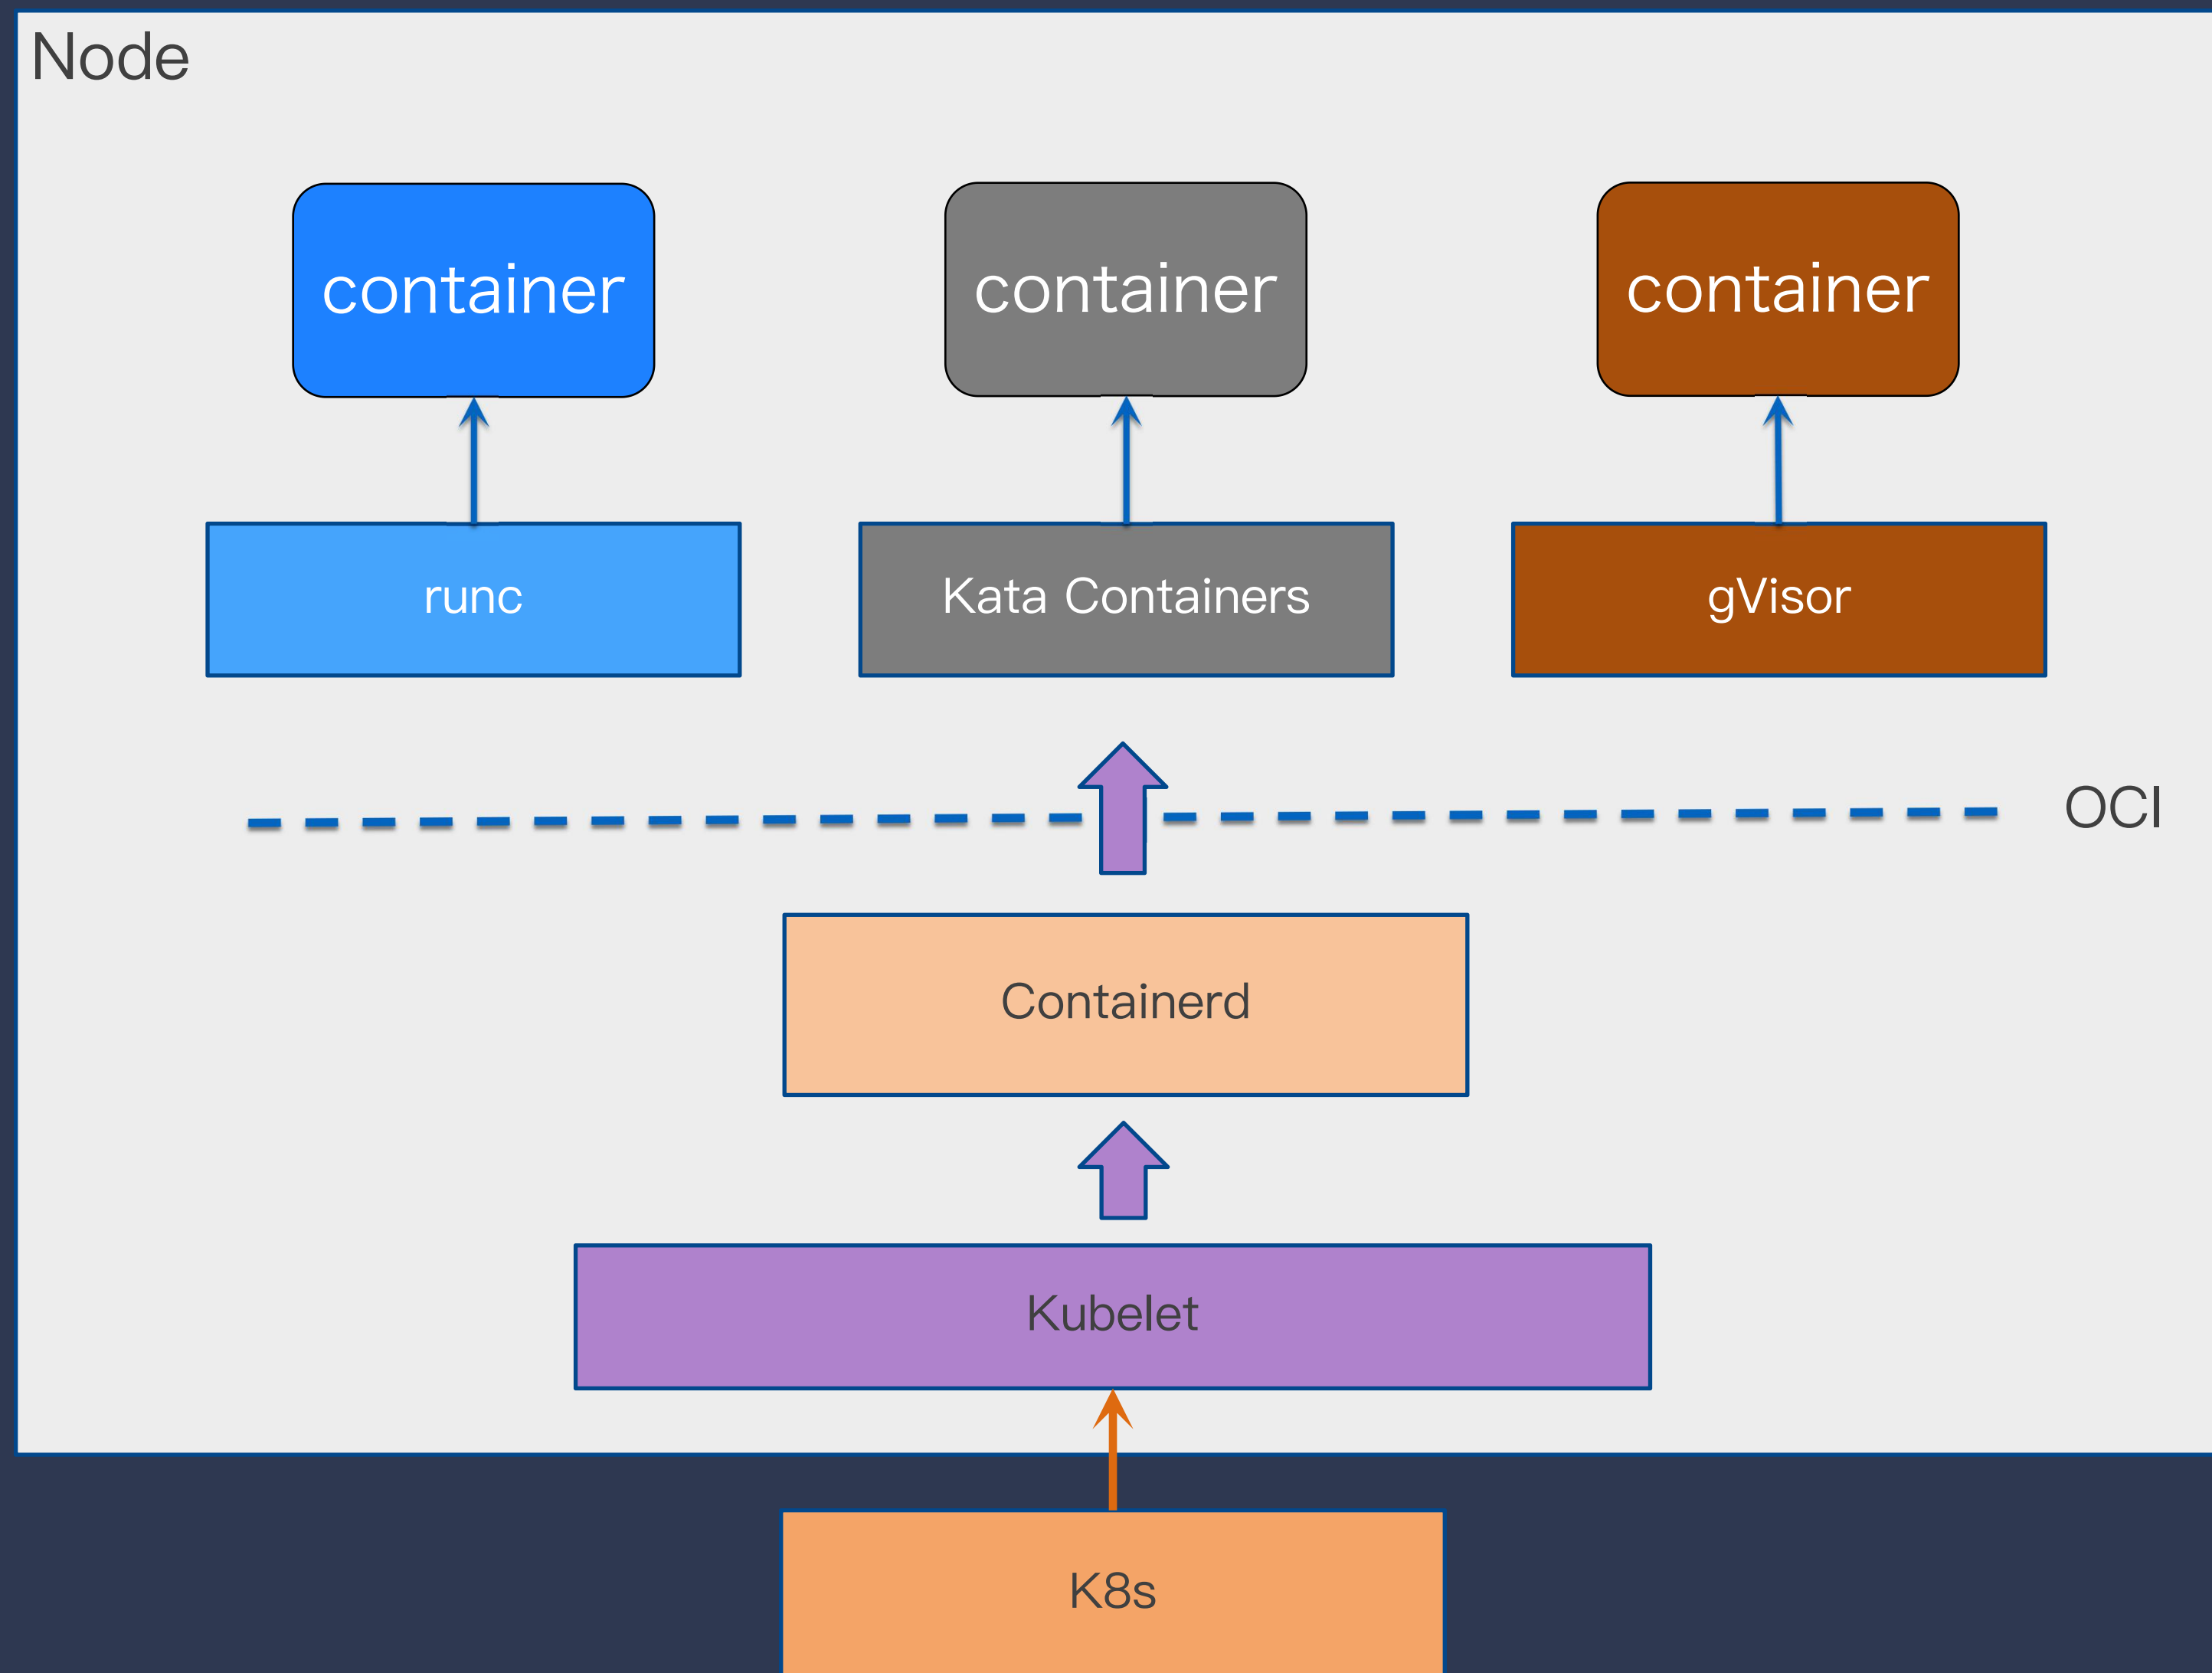 Node
container
container
container
runc
Kata Containers
gVisor
OCI
Containerd
Kubelet
K8s